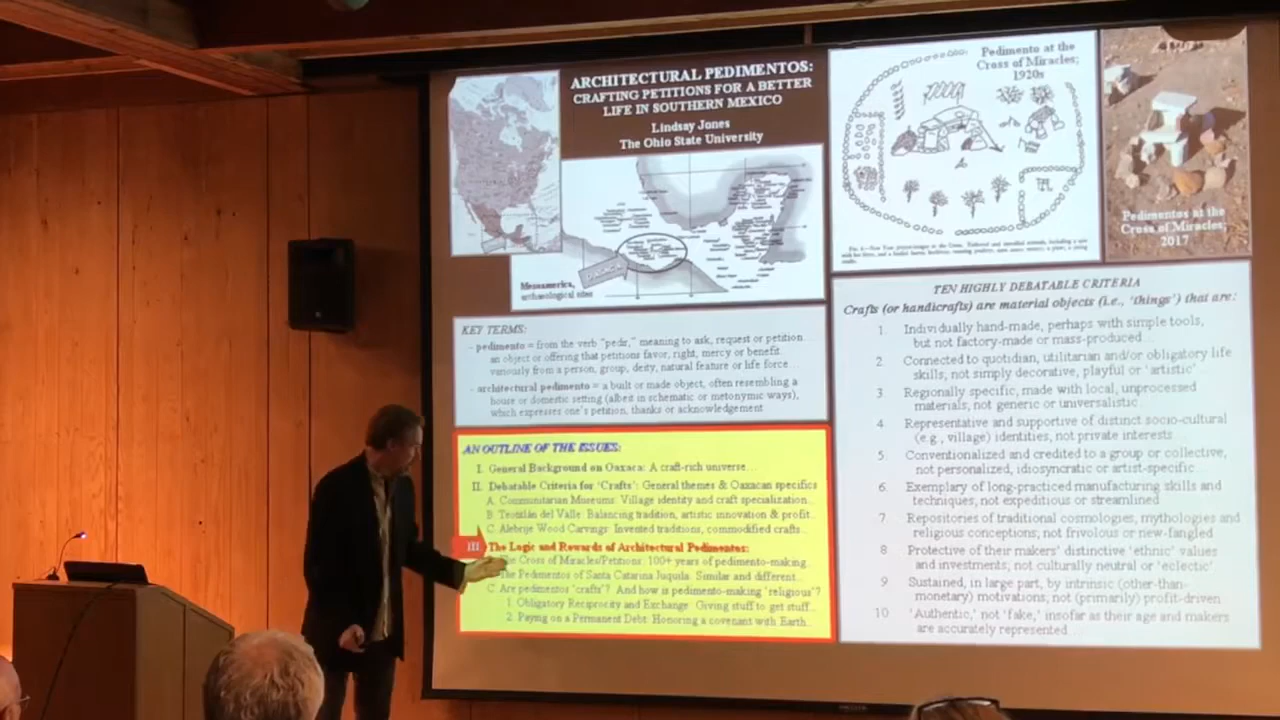 ARCHITECTURAL PEDIMENTOS:
CRAFTING PETITIONS FOR A BETTER
LIFE IN SOUTHERN MEXICO
Lindsay Jones
The Ohio State University
OAXACA
Mesoamerica,
archaeological sites
Pedimento at the
Cross of Miracles;
1920s
Pedimentos at the
Cross of Miracles;
2017
KEY TERMS:
- pedimento = from the verb "pedir," meaning to ask, request or petition...
an object or offering that petitions favor, right, mercy or benefit
variously from a person, group, deity, natural feature or life force...
- architectural pedimento = a built or made object, often resembling a
house or domestic setting (albeit in schematic or metonymic ways),
which expresses one's petition, thanks or acknowledgement
AN OUTLINE OF THE ISSUES:
I. General Background on Oaxaca: A craft-rich universe...
II. Debatable Criteria for 'Crafts': General themes & Oaxacan specifics
A. Communitarian Museums: Village identity and craft specialization...
B. Teotitlán del Valle: Balancing tradition, artistic innovation & profit...
C. Alebrije Wood Carvings: Invented traditions, commodified crafts...
III. The Logic and Rewards of Architectural Pedimentos:
The Cross of Miracles/Petitions: 100+ years of pedimento-making...
The Pedimentos of Santa Catarina Juquila: Similar and different...
C. Are pedimentos 'crafts'? And how is pedimento-making 'religious'?
1. Obligatory Reciprocity and Exchange: Giving stuff to get stuff...
2. Paying on a Permanent Debt: Honoring a covenant with Earth...
TEN HIGHLY DEBATABLE CRITERIA
Crafts (or handicrafts) are material objects (i.e., 'things') that are:
1. Individually hand-made, perhaps with simple tools,
but not factory-made or mass-produced...
2. Connected to quotidian, utilitarian and/or obligatory life
skills, not simply decorative, playful or 'artistic'...
3. Regionally specific, made with local, unprocessed
materials, not generic or universalistic...
4. Representative and supportive of distinct socio-cultural
(e.g., village) identities, not private interests
5. Conventionalized and credited to a group or collective,
not personalized, idiosyncratic or artist-specific...
6. Exemplary of long-practiced manufacturing skills and
techniques, not expeditious or streamlined
7. Repositories of traditional cosmologies, mythologies and
religious conceptions, not frivolous or new-fangled
8. Protective of their makers' distinctive 'ethnic' values
and investments, not culturally neutral or 'eclectic'
9. Sustained, in large part, by intrinsic (other-than-
monetary) motivations, not (primarily) profit-driven
10. 'Authentic,' not 'fake,' insofar as their age and makers
are accurately represented...